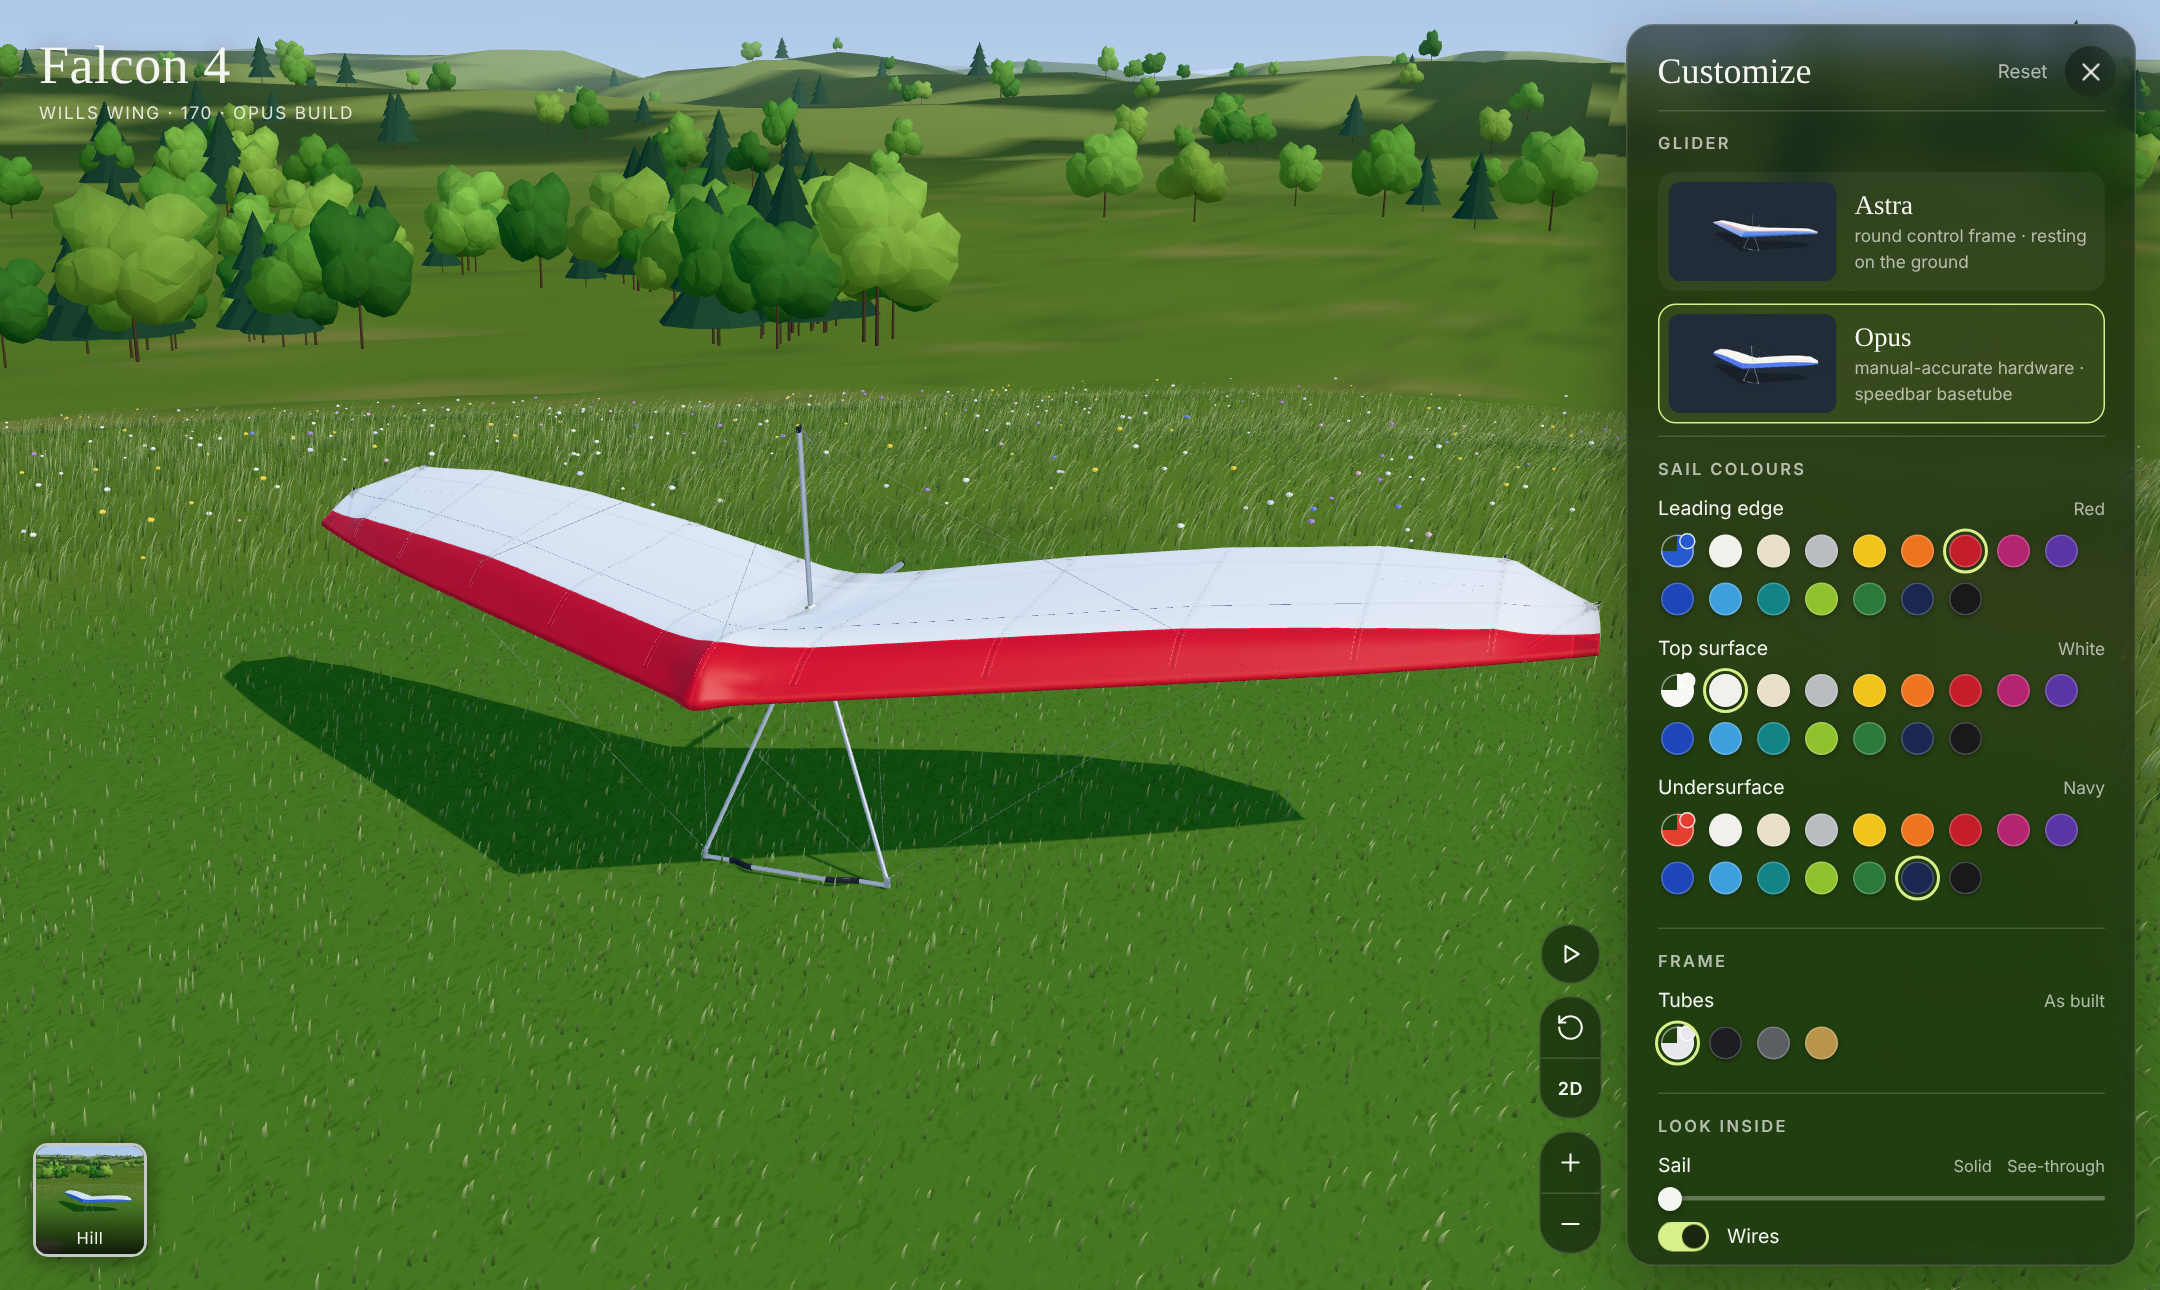 Falcon 4
WILLS WING · 170 · OPUS BUILD
Customize
Reset
GLIDER
Astra
round control frame · resting
on the ground
Opus
manual-accurate hardware ·
speedbar basetube
SAIL COLOURS
Leading edge
Red
Top surface
White
Undersurface
Navy
FRAME
Tubes
As built
LOOK INSIDE
Sail
Solid See-through
Wires
2D
Hill